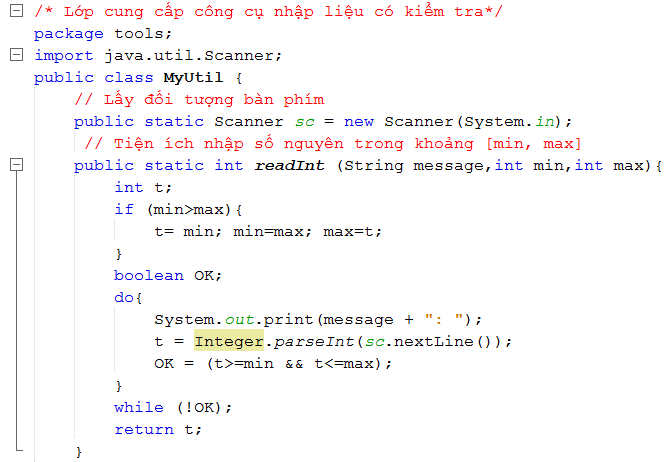 /* Lớp cung cấp công cụ nhập liệu có kiểm tra*/
package tools;
import java.util.Scanner;
public class MyUtil {
// Lấy đối tượng bàn phím
public static Scanner sc = new Scanner(System.in);
// Tiện ích nhập số nguyên trong khoảng [min, max]
public static int readInt (String message,int min,int max){
int t;
if (min>max){
t= min; min=max; max=t;
}
boolean OK;
do{
System.out.print(message + ": ");
t = Integer.parseInt(sc.nextLine());
OK = (t>=min && t<=max);
}
while (!OK);
return t;
}